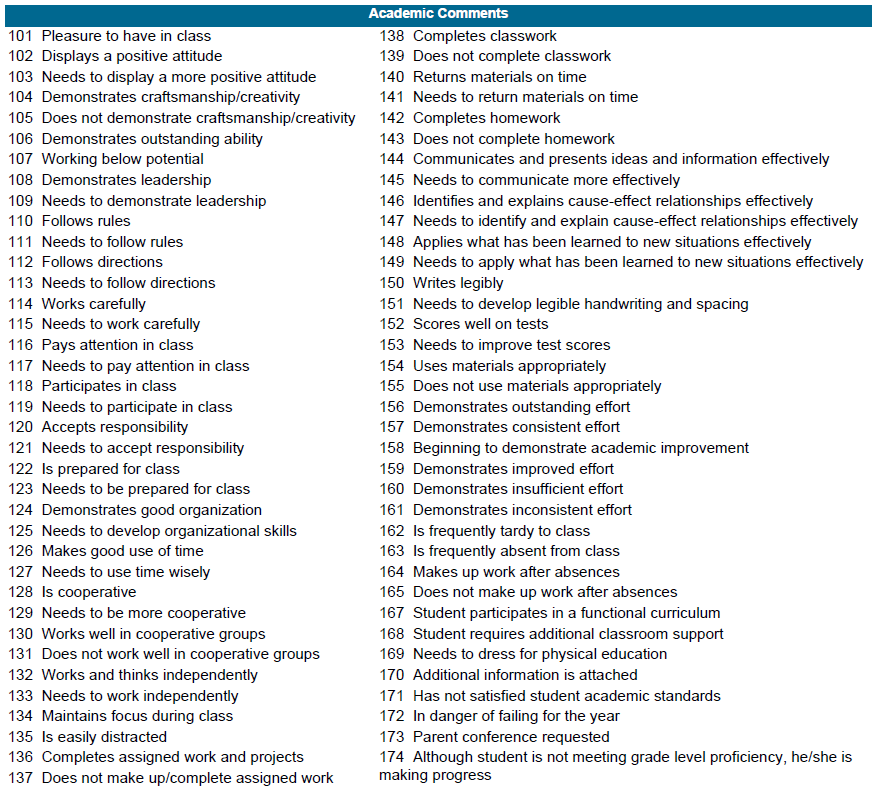 Academic Comments
101 Pleasure to have in class
102 Displays a positive attitude
103 Needs to display a more positive attitude
104 Demonstrates craftsmanship/creativity
105 Does not demonstrate craftsmanship/creativity
106 Demonstrates outstanding ability
107 Working below potential
108 Demonstrates leadership
109 Needs to demonstrate leadership
110 Follows rules
111 Needs to follow rules
112 Follows directions
113 Needs to follow directions
114 Works carefully
115 Needs to work carefully
116 Pays attention in class
117 Needs to pay attention in class
118 Participates in class
119 Needs to participate in class
120 Accepts responsibility
121 Needs to accept responsibility
122 Is prepared for class
123 Needs to be prepared for class
124 Demonstrates good organization
125 Needs to develop organizational skills
126 Makes good use of time
127 Needs to use time wisely
128 Is cooperative
129 Needs to be more cooperative
130 Works well in cooperative groups
131 Does not work well in cooperative groups
132 Works and thinks independently
133 Needs to work independently
134 Maintains focus during class
135 Is easily distracted
136 Completes assigned work and projects
137 Does not make up/complete assigned work
138 Completes classwork
139 Does not complete classwork
140 Returns materials on time
141 Needs to return materials on time
142 Completes homework
143 Does not complete homework
144 Communicates and presents ideas and information effectively
145 Needs to communicate more effectively
146 Identifies and explains cause-effect relationships effectively
147 Needs to identify and explain cause-effect relationships effectively
148 Applies what has been learned to new situations effectively
149 Needs to apply what has been learned to new situations effectively
150 Writes legibly
151 Needs to develop legible handwriting and spacing
152 Scores well on tests
153 Needs to improve test scores
154 Uses materials appropriately
155 Does not use materials appropriately
156 Demonstrates outstanding effort
157 Demonstrates consistent effort
158 Beginning to demonstrate academic improvement
159 Demonstrates improved effort
160 Demonstrates insufficient effort
161 Demonstrates inconsistent effort
162 Is frequently tardy to class
163 Is frequently absent from class
164 Makes up work after absences
165 Does not make up work after absences
167 Student participates in a functional curriculum
168 Student requires additional classroom support
169 Needs to dress for physical education
170 Additional information is attached
171 Has not satisfied student academic standards
172 In danger of failing for the year
173 Parent conference requested
174 Although student is not meeting grade level proficiency, he/she is
making progress